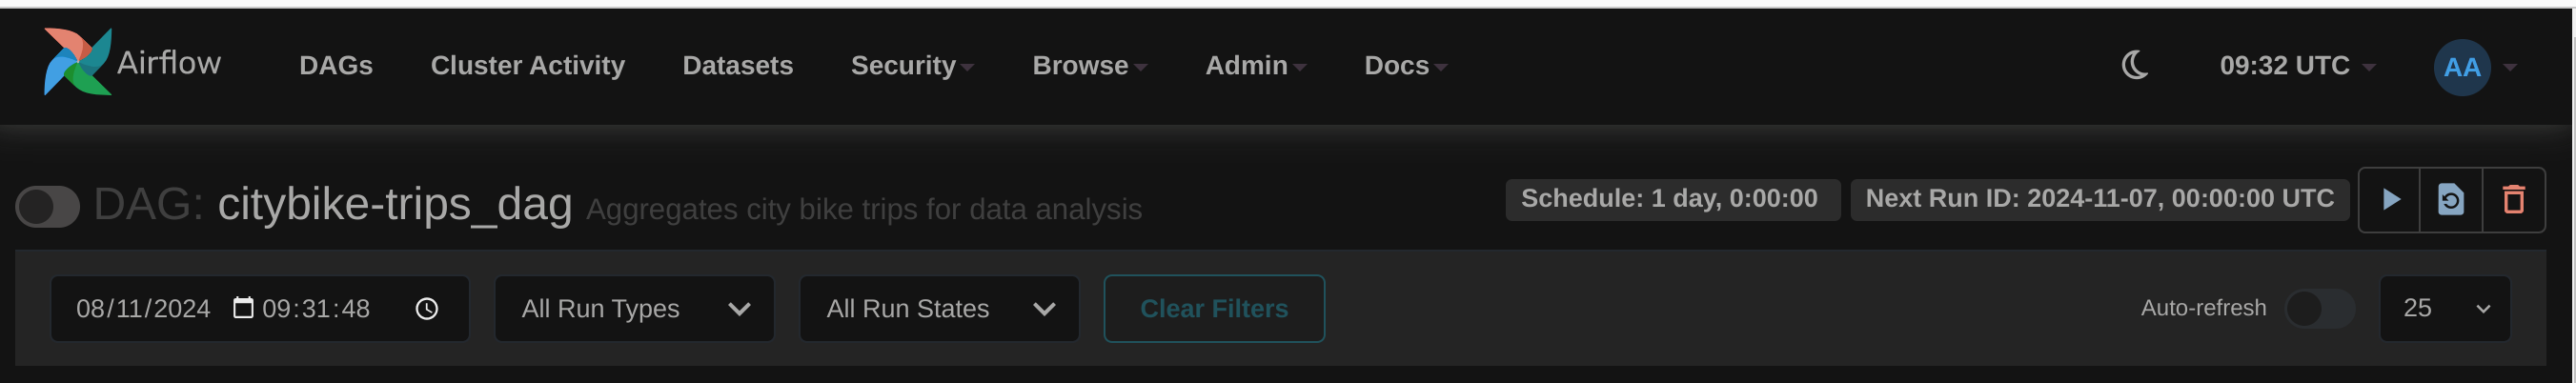 Airflow DAGs Cluster Activity Datasets Security Browse Admin Docs 09:32 UTC AA
DAG: citybike-trips_dag Aggregates city bike trips for data analysis Schedule: 1 day, 0:00:00 Next Run ID: 2024-11-07, 00:00:00 UTC
08/11/2024 09:31:48 All Run Types All Run States Clear Filters Auto-refresh 25